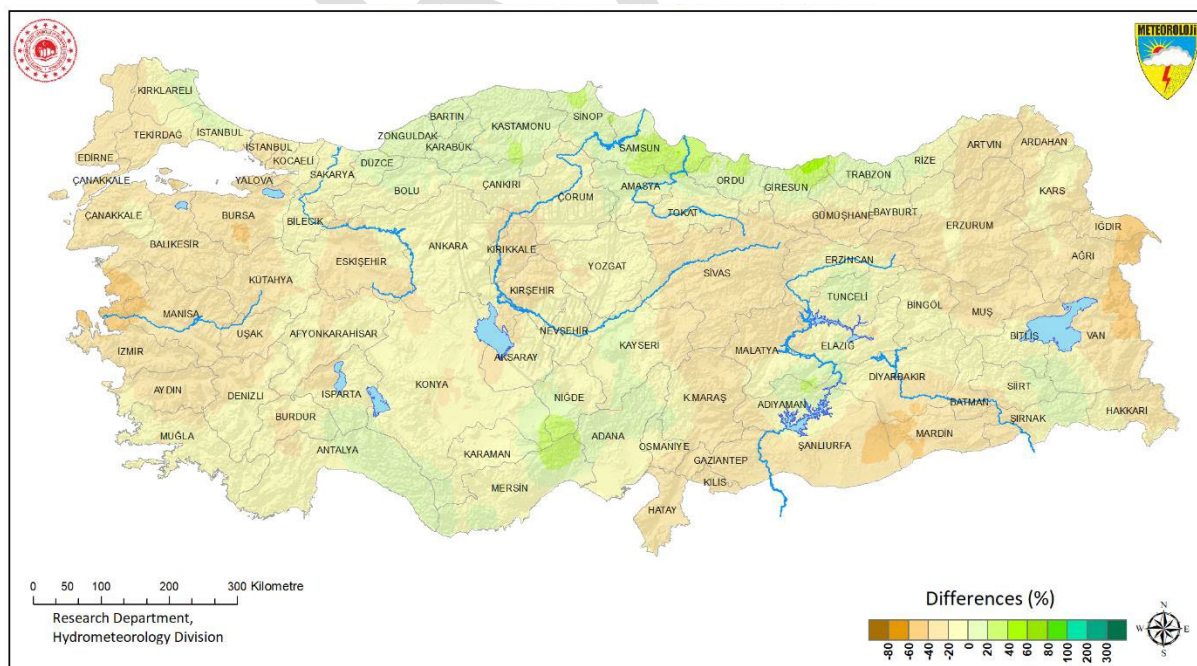 METEOROLOJİ
KIRKLARELİ
TEKİRDAĞ
İSTANBUL
İSTANBUL
EDİRNE
KOCAELİ
ÇANAKKALE
YALOVA
SAKARYA
DÜZCE
ZONGULDAK
BARTIN
KARABÜK
KASTAMONU
SİNOP
SAMSUN
ORDU
GİRESUN
TRABZON
RİZE
ARTVİN
ARDAHAN
ÇANAKKALE
BURSA
BİLECİK
BOLU
ÇANKIRI
ÇORUM
AMASYA
TOKAT
GÜMÜŞHANE
BAYBURT
ERZURUM
KARS
IĞDIR
BALIKESİR
KÜTAHYA
ESKİŞEHİR
ANKARA
KIRIKKALE
YOZGAT
SİVAS
ERZİNCAN
AĞRI
MANİSA
UŞAK
AFYONKARAHİSAR
KIRŞEHİR
NEVŞEHİR
KAYSERİ
TUNCELİ
BİNGÖL
MUŞ
BİTLİS
VAN
İZMİR
AYDIN
DENİZLİ
ISPARTA
KONYA
AKSARAY
NİĞDE
MALATYA
ELAZIĞ
DİYARBAKIR
BATMAN
SİİRT
ŞIRNAK
HAKKARİ
MUĞLA
BURDUR
ANTALYA
KARAMAN
MERSİN
ADANA
OSMANİYE
K.MARAŞ
ADIYAMAN
GAZİANTEP
ŞANLIURFA
MARDİN
KİLİS
HATAY
0 50 100 200 300 Kilometre
Research Department,
Hydrometeorology Division
Differences (%)
-80 -60 -40 -20 0 20 40 60 80 100 200 300
N
W E
S